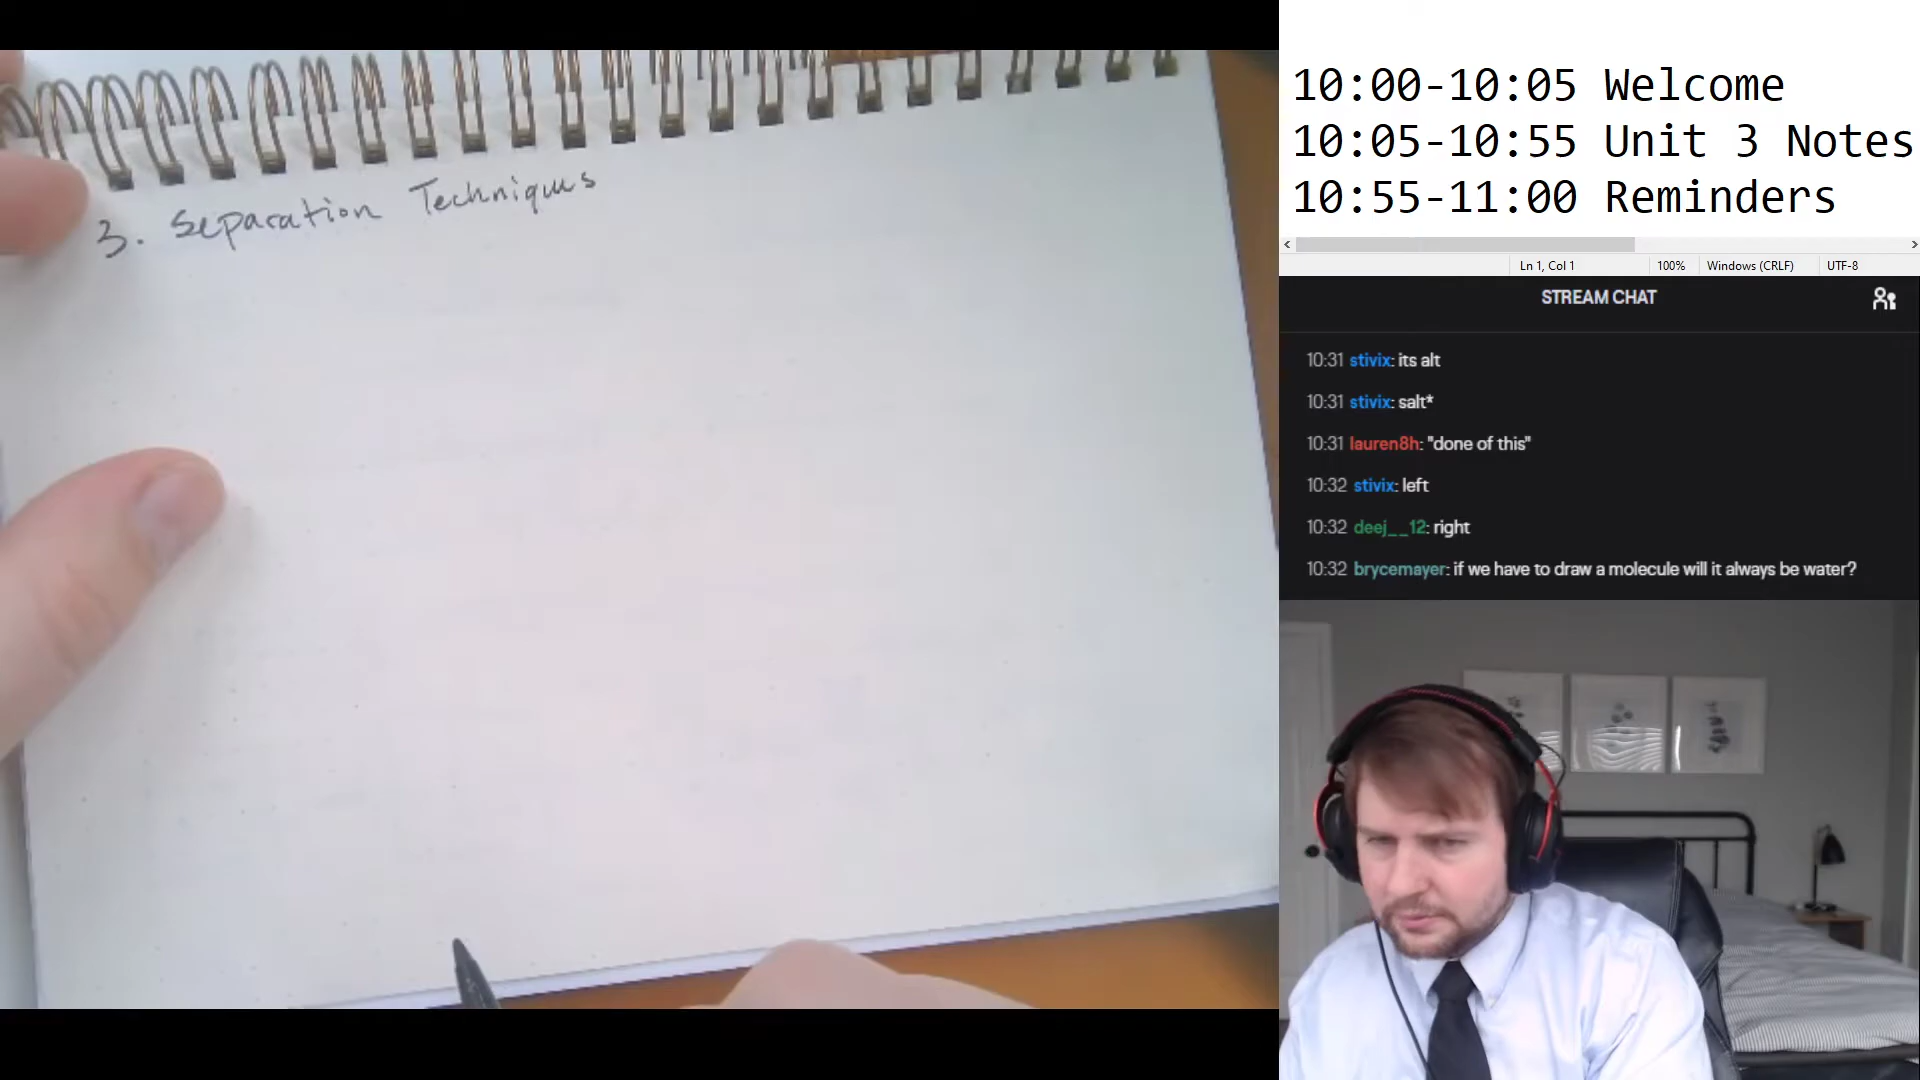 3. Separation Techniques
10:00-10:05 Welcome
10:05-10:55 Unit 3 Notes
10:55-11:00 Reminders
Ln 1, Col 1 100% Windows (CRLF) UTF-8
STREAM CHAT
10:31 stivix: its alt
10:31 stivix: salt*
10:31 lauren8h: "done of this"
10:32 stivix: left
10:32 deej__12: right
10:32 brycemayer: if we have to draw a molecule will it always be water?